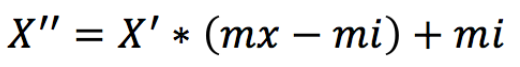 X'' = X' * (mx − mi) + mi